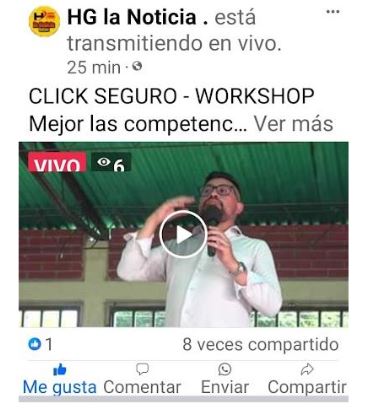 HG la Noticia . está
transmitiendo en vivo.
25 min ·
CLICK SEGURO - WORKSHOP
Mejor las competenc... Ver más
VIVO 6
1 8 veces compartido
Me gusta Comentar Enviar Compartir